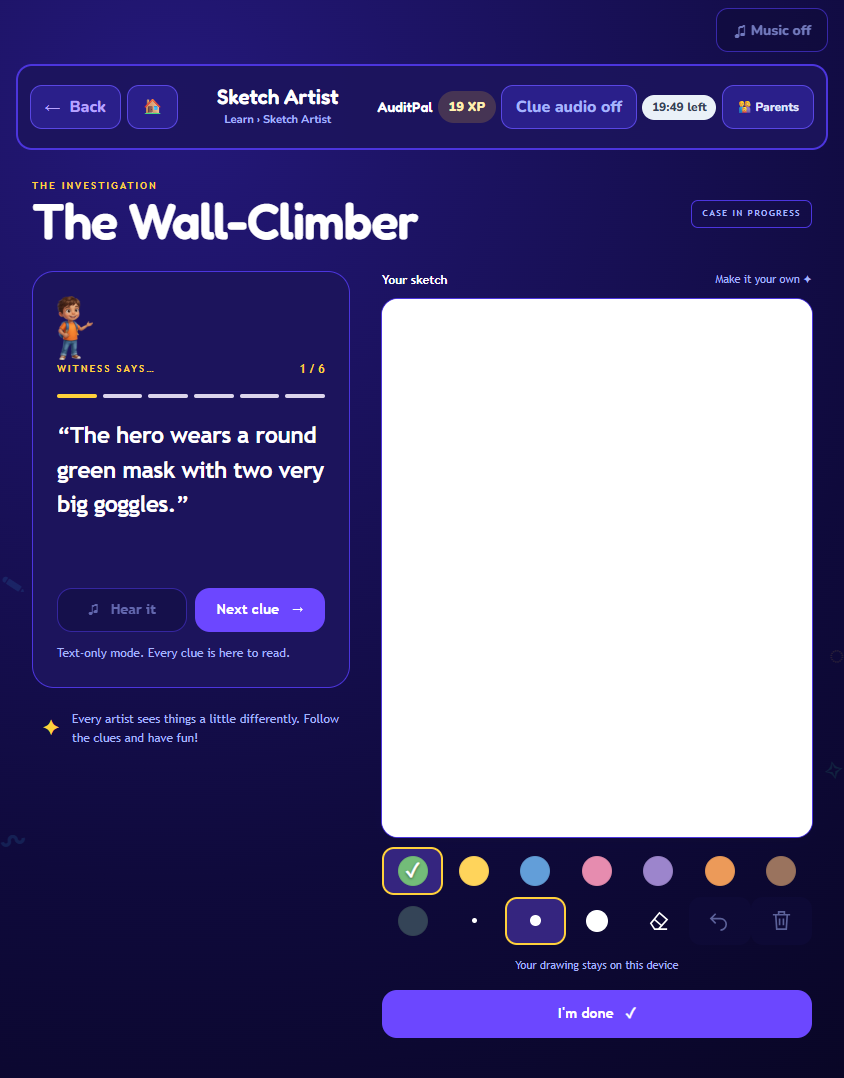 ♫ Music off
← Back
Sketch Artist
Learn › Sketch Artist
AuditPal
19 XP
Clue audio off
19:49 left
Parents
THE INVESTIGATION
The Wall-Climber
CASE IN PROGRESS
WITNESS SAYS…
1 / 6
“The hero wears a round
green mask with two very
big goggles.”
♫ Hear it
Next clue →
Text-only mode. Every clue is here to read.
✦ Every artist sees things a little differently. Follow
the clues and have fun!
Your sketch
Make it your own ✦
✓
Your drawing stays on this device
I'm done ✓